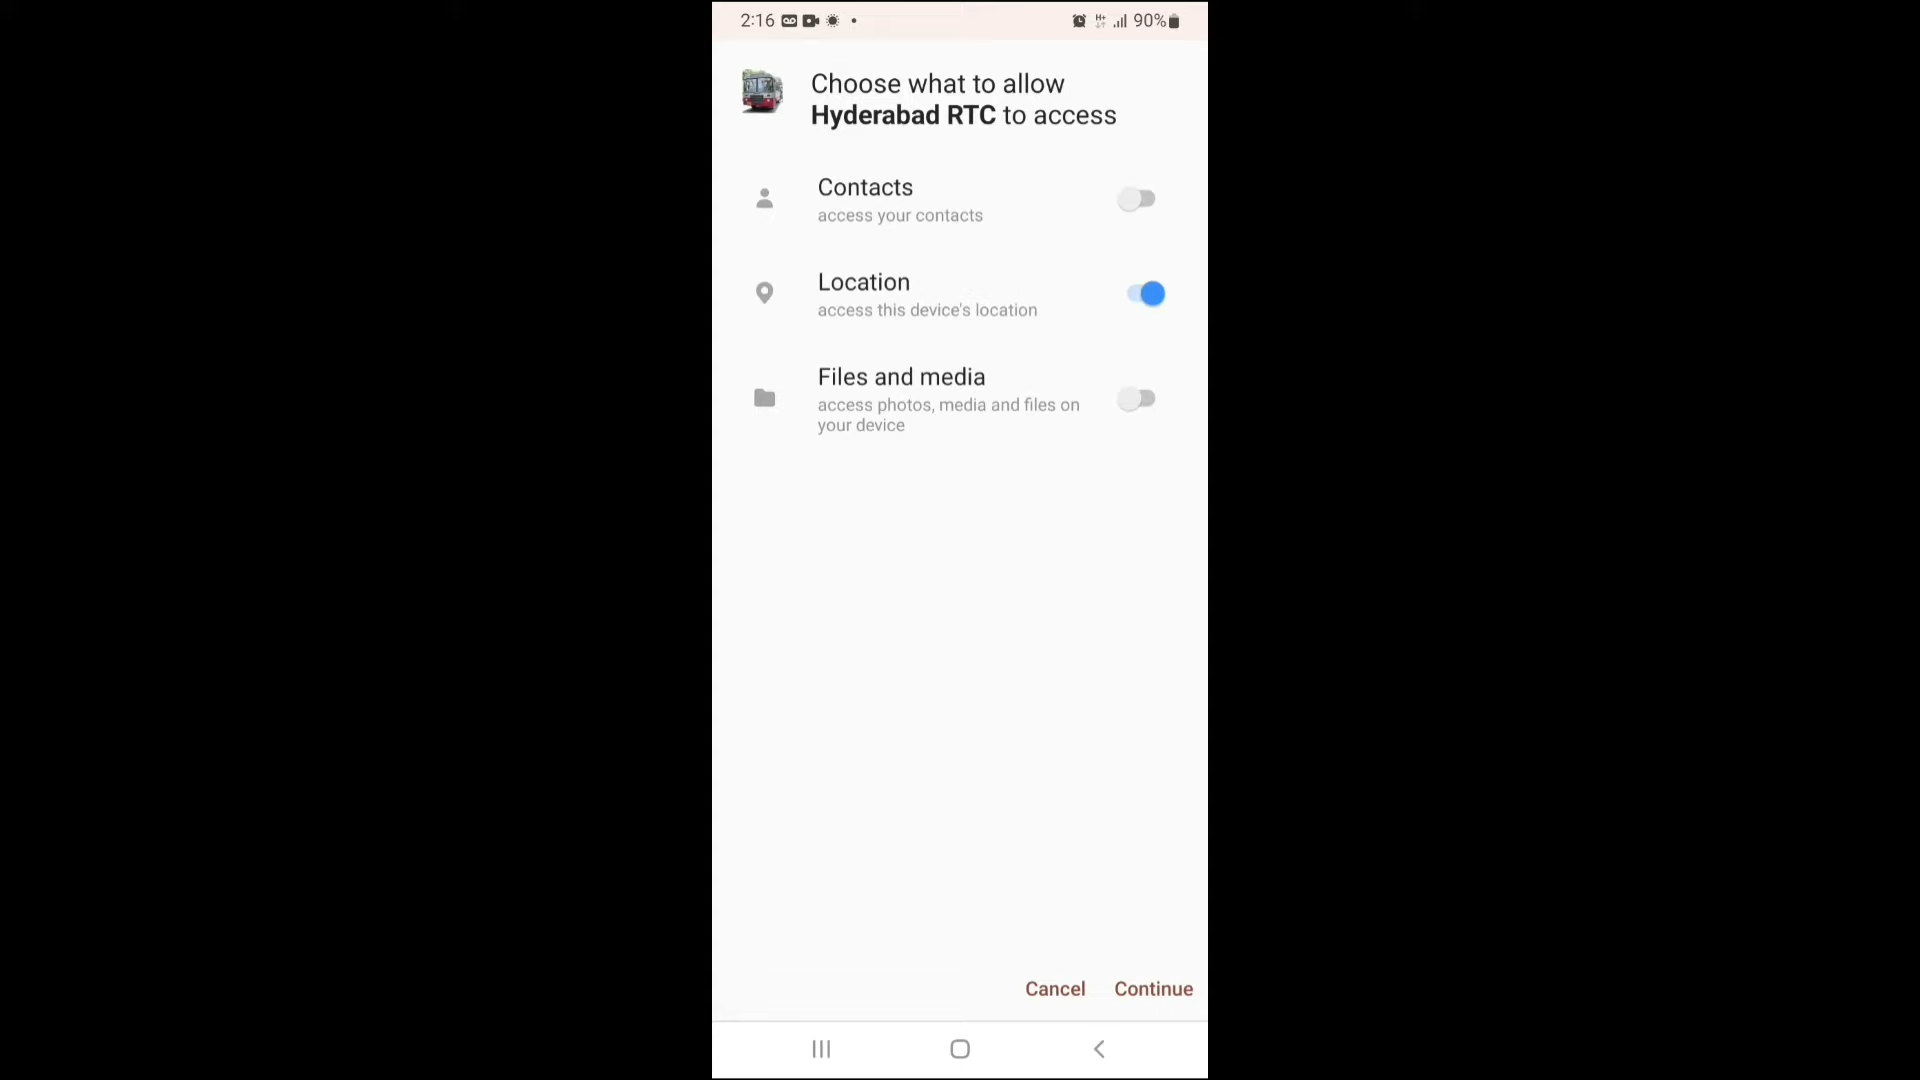 2:16
H+
90%
Choose what to allow
Hyderabad RTC to access
Contacts
access your contacts
Location
access this device's location
Files and media
access photos, media and files on
your device
Cancel Continue